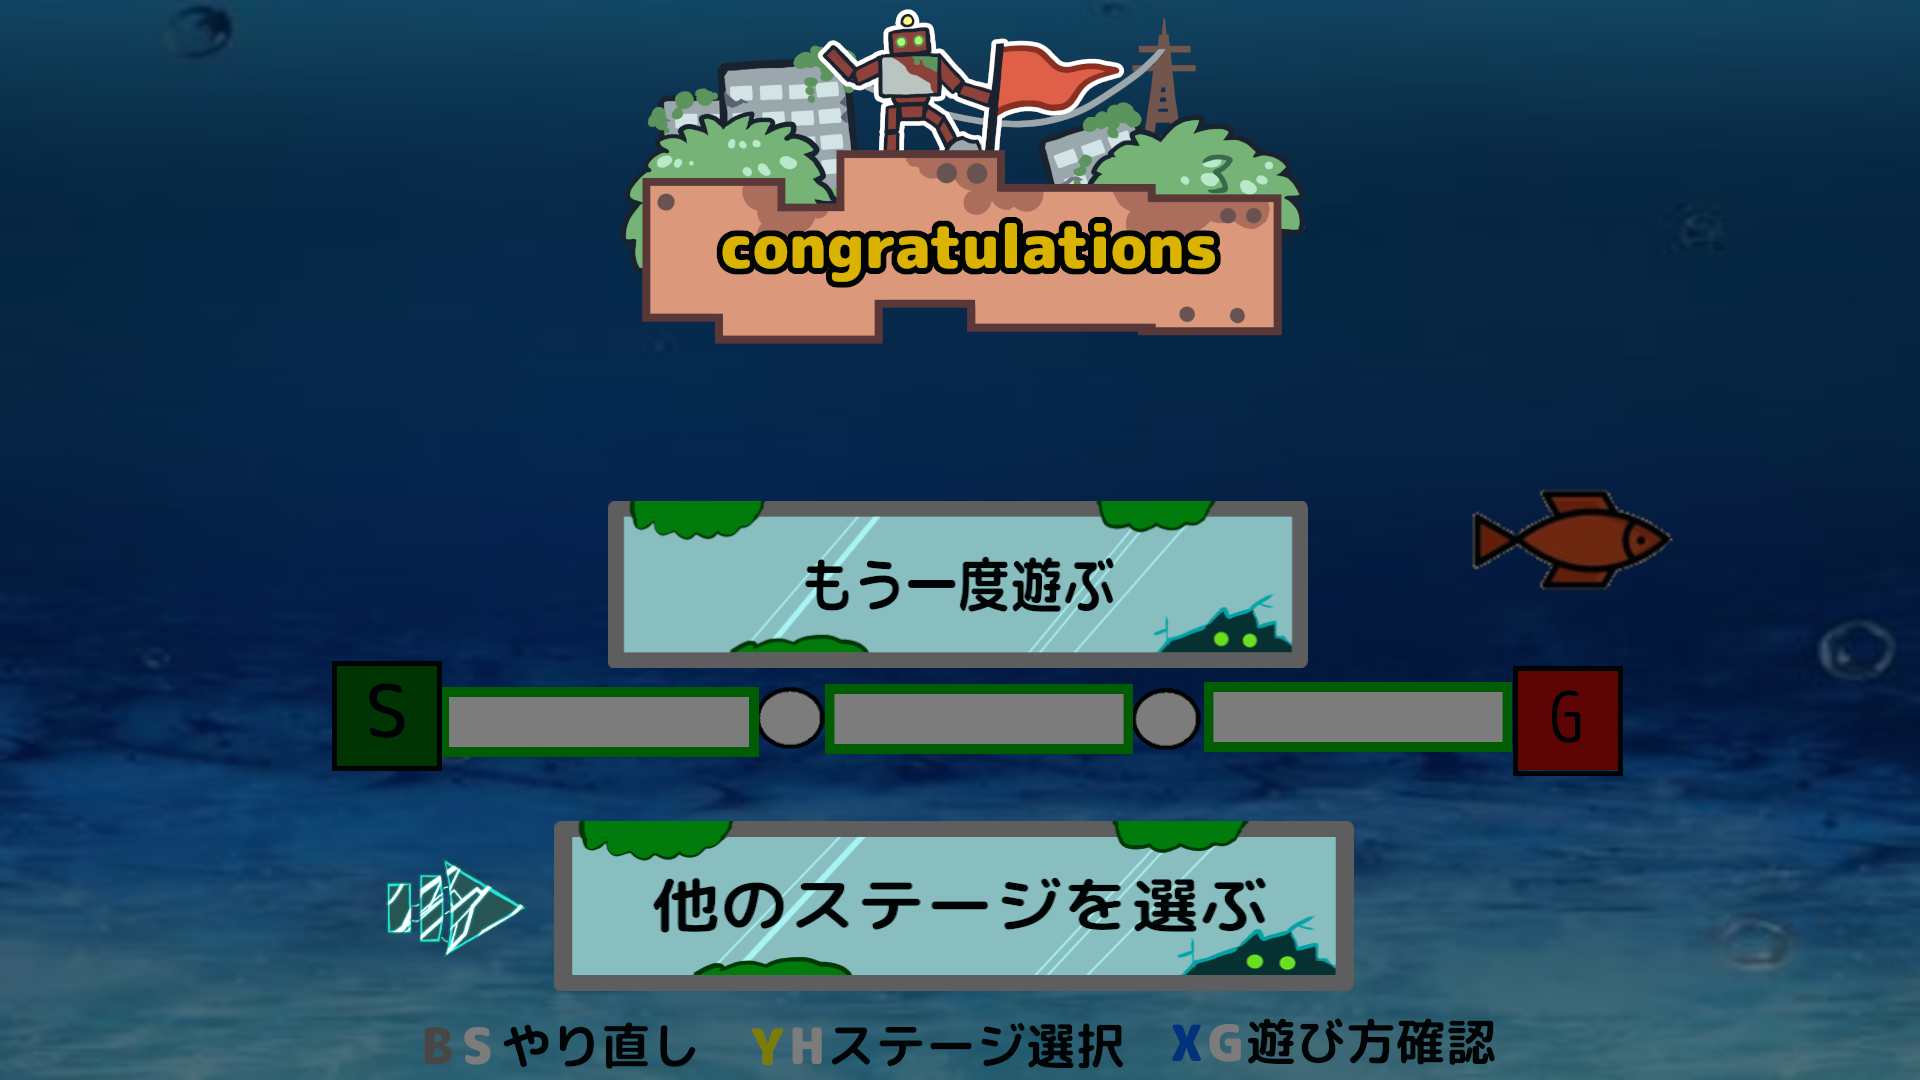 congratulations
もう一度遊ぶ
S
G
他のステージを選ぶ
BSやり直し YHステージ選択 XG遊び方確認